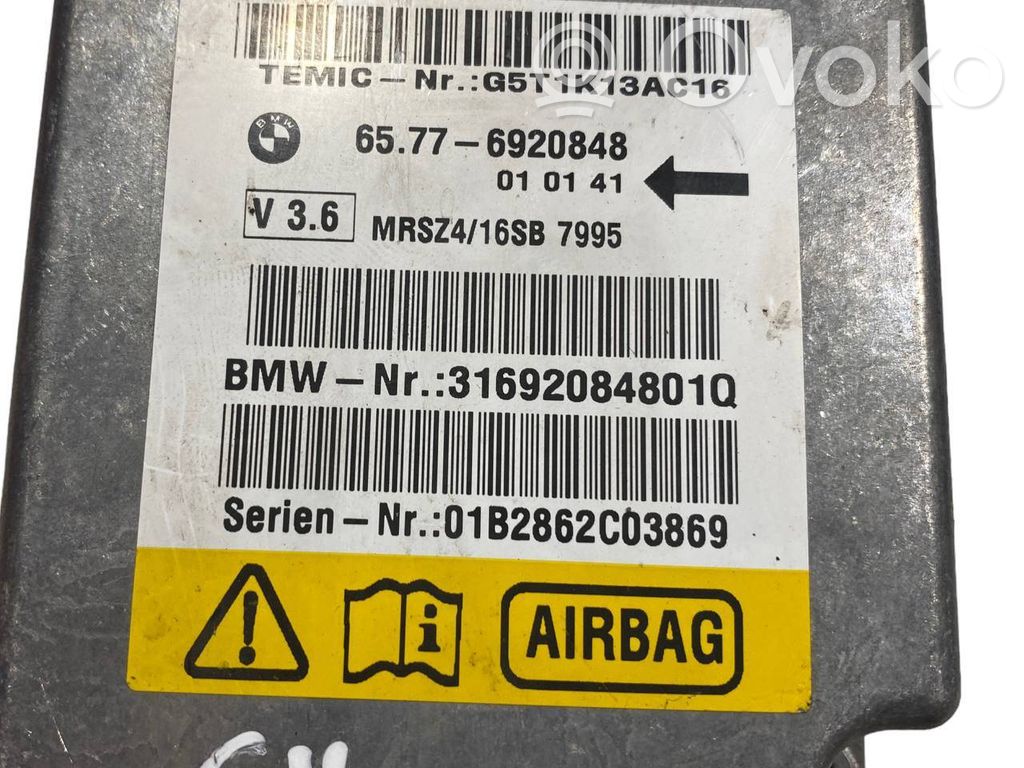 ovoko
TEMIC-Nr.:G5T1K13AC16
BMW
65.77-6920848
01 01 41
V 3.6
MRSZ4/16SB 7995
BMW-Nr.:31692084801Q
Serien-Nr.:01B2862C03869
! i AIRBAG